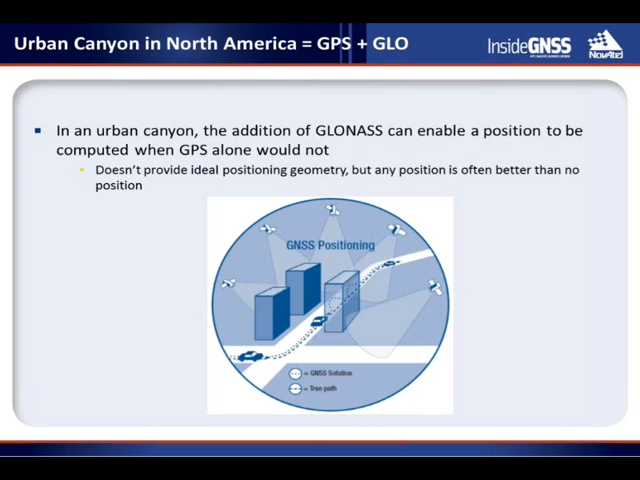 Urban Canyon in North America = GPS + GLO
InsideGNSS
NovAtel
In an urban canyon, the addition of GLONASS can enable a position to be
computed when GPS alone would not
Doesn't provide ideal positioning geometry, but any position is often better than no
position
GNSS Positioning
= GNSS Solution
= True path